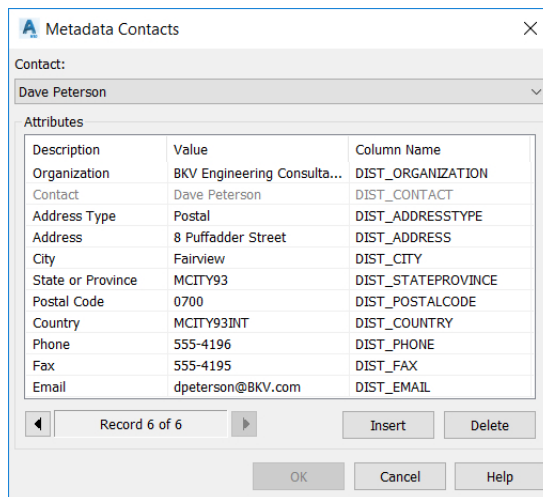 Metadata Contacts
Contact:
Dave Peterson
Attributes
Description Value Column Name
Organization BKV Engineering Consulta... DIST_ORGANIZATION
Contact Dave Peterson DIST_CONTACT
Address Type Postal DIST_ADDRESSTYPE
Address 8 Puffadder Street DIST_ADDRESS
City Fairview DIST_CITY
State or Province MCITY93 DIST_STATEPROVINCE
Postal Code 0700 DIST_POSTALCODE
Country MCITY93INT DIST_COUNTRY
Phone 555-4196 DIST_PHONE
Fax 555-4195 DIST_FAX
Email dpeterson@BKV.com DIST_EMAIL
Record 6 of 6 Insert Delete
OK Cancel Help